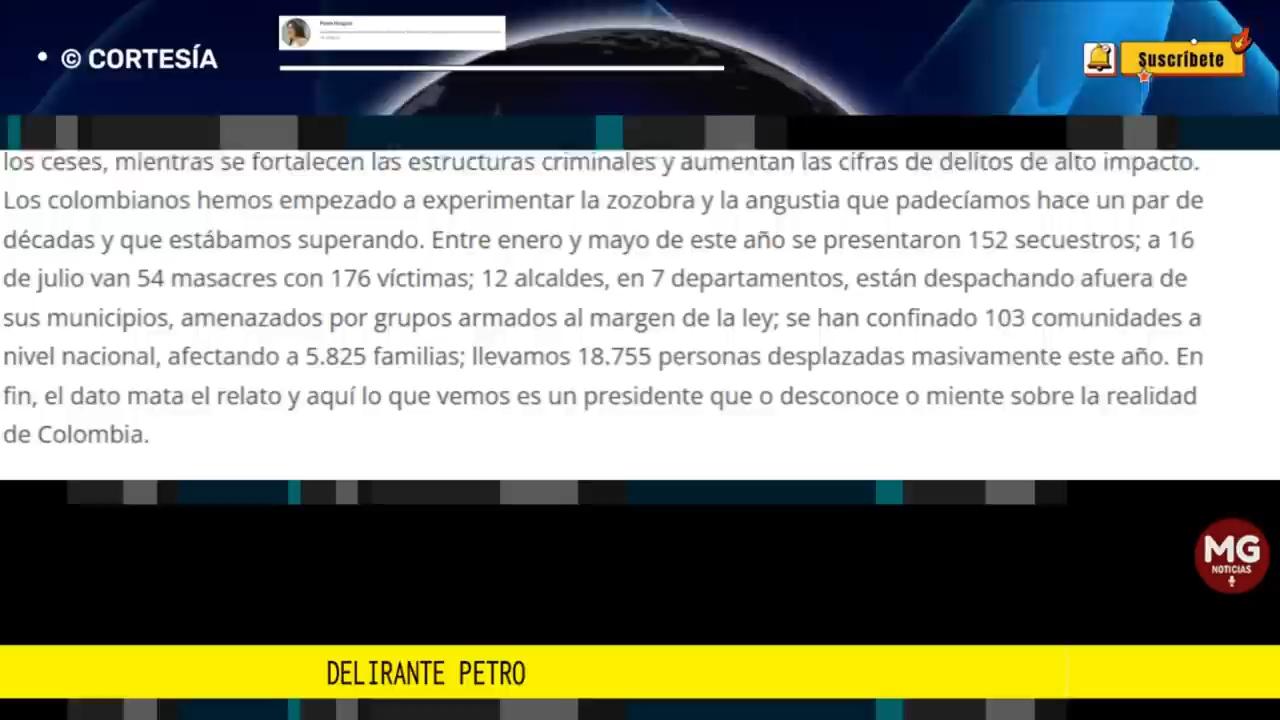 • © CORTESÍA
Suscríbete
los ceses, mientras se fortalecen las estructuras criminales y aumentan las cifras de delitos de alto impacto.
Los colombianos hemos empezado a experimentar la zozobra y la angustia que padecíamos hace un par de
décadas y que estábamos superando. Entre enero y mayo de este año se presentaron 152 secuestros; a 16
de julio van 54 masacres con 176 víctimas; 12 alcaldes, en 7 departamentos, están despachando afuera de
sus municipios, amenazados por grupos armados al margen de la ley; se han confinado 103 comunidades a
nivel nacional, afectando a 5.825 familias; llevamos 18.755 personas desplazadas masivamente este año. En
fin, el dato mata el relato y aquí lo que vemos es un presidente que o desconoce o miente sobre la realidad
de Colombia.
MG
NOTICIAS
DELIRANTE PETRO